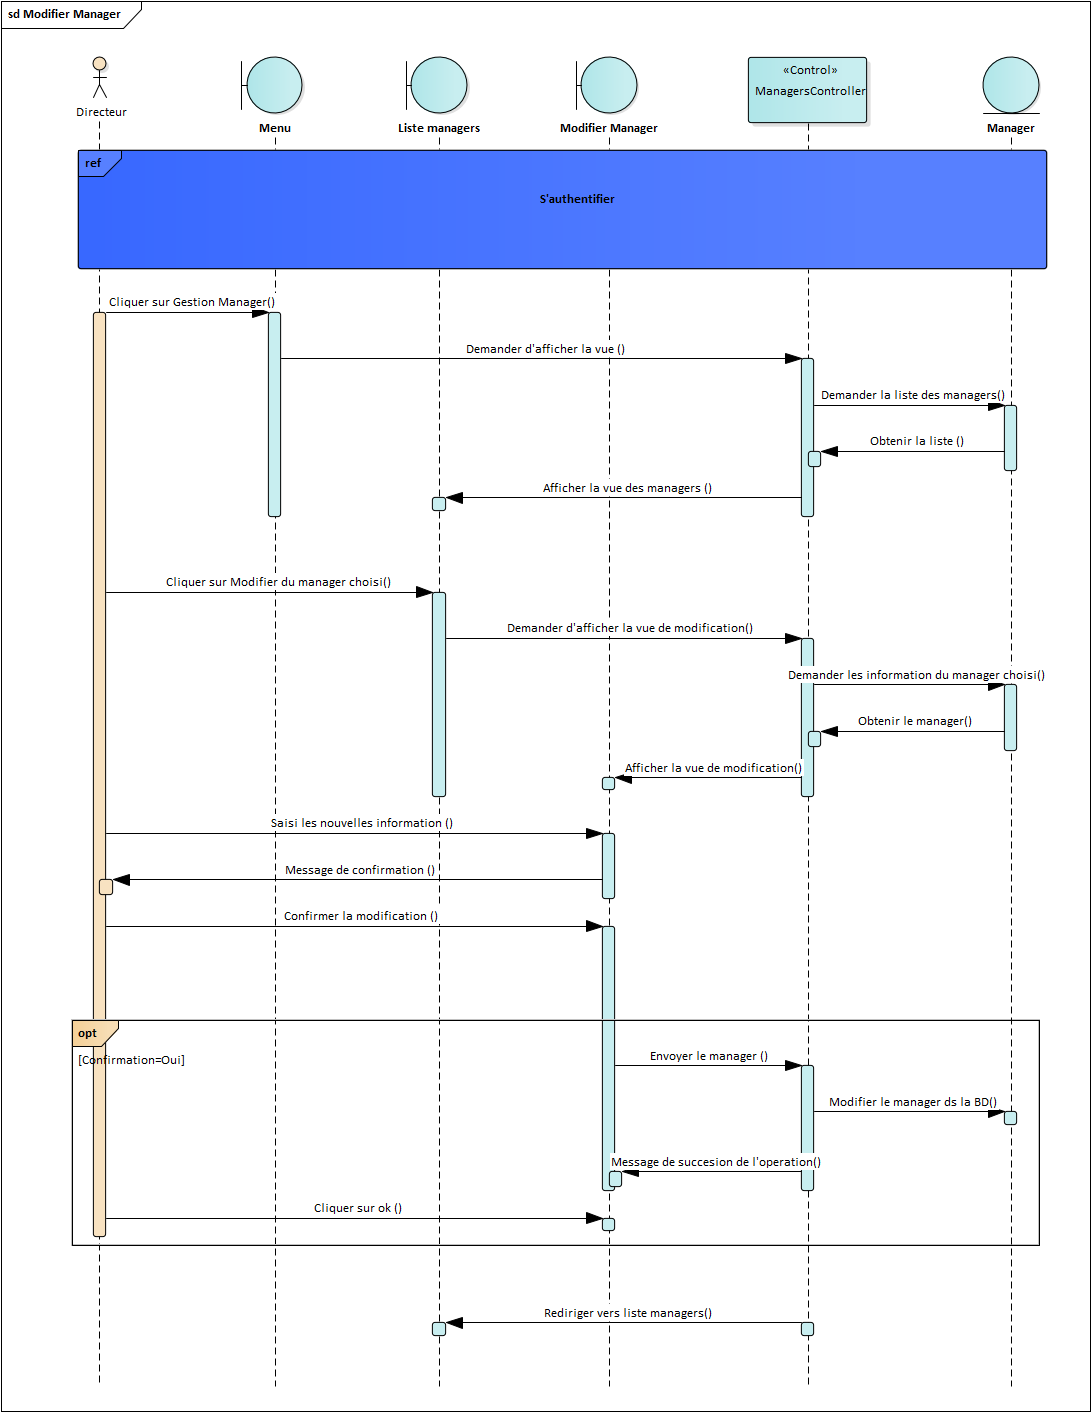 sd Modifier Manager
Directeur
Menu
Liste managers
Modifier Manager
«Control»
ManagersController
Manager
ref
S'authentifier
Cliquer sur Gestion Manager()
Demander d'afficher la vue ()
Demander la liste des managers()
Obtenir la liste ()
Afficher la vue des managers ()
Cliquer sur Modifier du manager choisi()
Demander d'afficher la vue de modification()
Demander les information du manager choisi()
Obtenir le manager()
Afficher la vue de modification()
Saisi les nouvelles information ()
Message de confirmation ()
Confirmer la modification ()
opt
[Confirmation=Oui]
Envoyer le manager ()
Modifier le manager ds la BD()
Message de succesion de l'operation()
Cliquer sur ok ()
Rediriger vers liste managers()